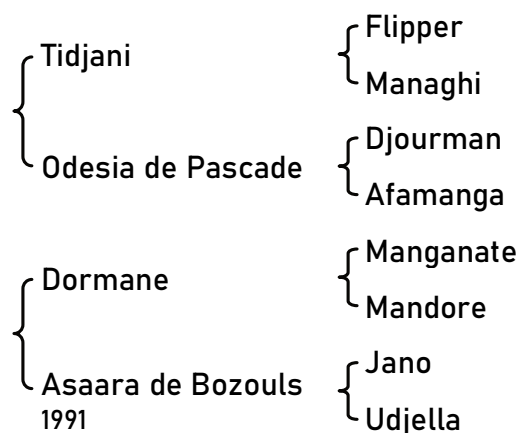 Flipper
Tidjani
Managhi
Djourman
Odesia de Pascade
Afamanga
Manganate
Dormane
Mandore
Jano
Asaara de Bozouls
1991
Udjella